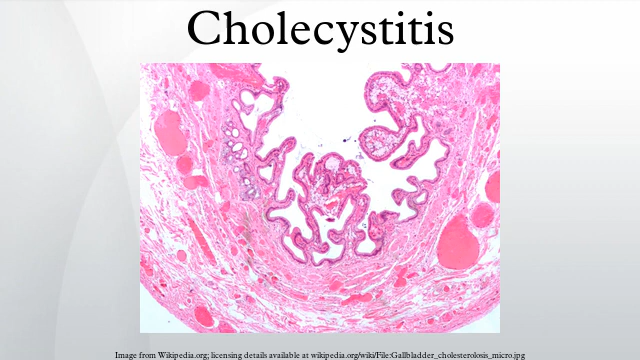 Cholecystitis
Image from Wikipedia.org; licensing details available at wikipedia.org/wiki/File:Gallbladder_cholesterolosis_micro.jpg